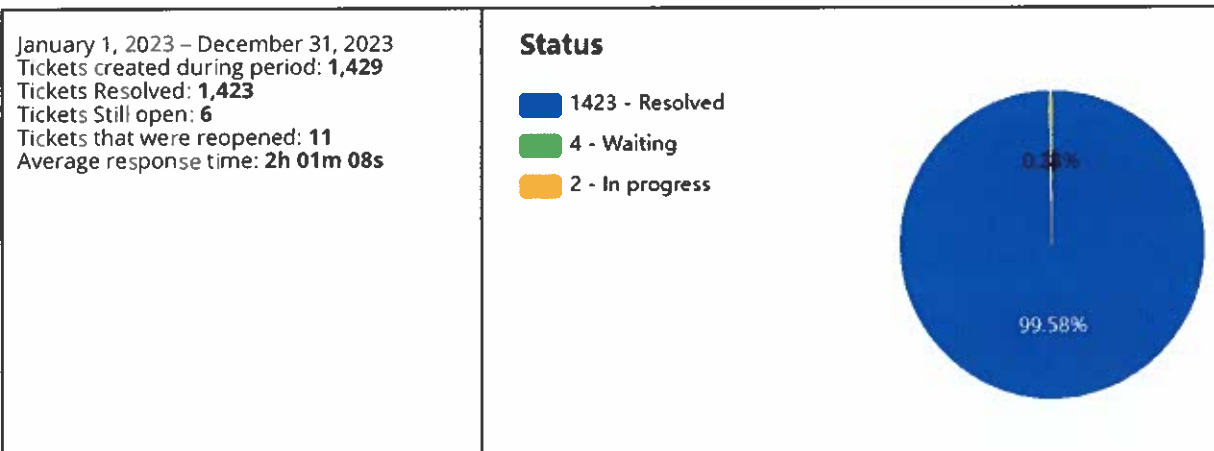 January 1, 2023 – December 31, 2023
Tickets created during period: 1,429
Tickets Resolved: 1,423
Tickets Still open: 6
Tickets that were reopened: 11
Average response time: 2h 01m 08s
Status
1423 - Resolved
4 - Waiting
2 - In progress
99.58%